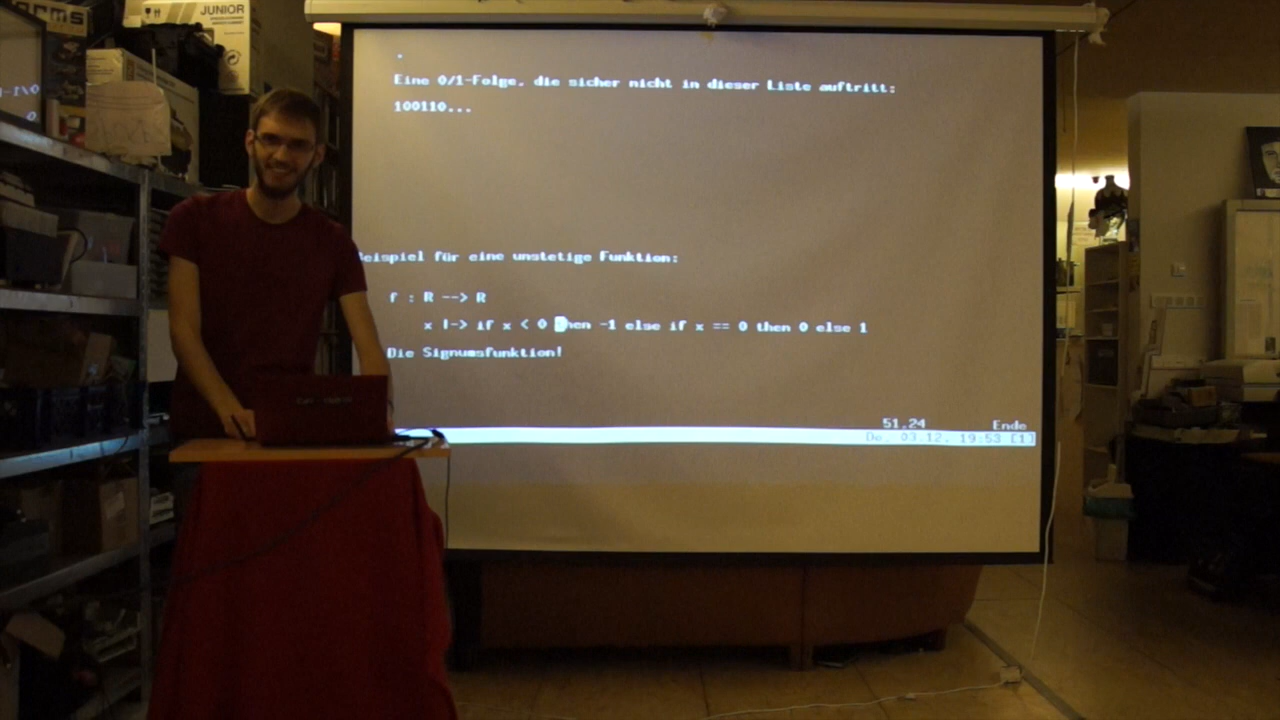 JUNIOR
Eine 0/1-Folge, die sicher nicht in dieser Liste auftritt:
100110...
eispiel für eine unstetige Funktion:
f : R --> R
x |-> if x < 0 then -1 else if x == 0 then 0 else 1
Die Signumsfunktion!
51,24 Ende
Do, 03.12. 19:53 [1]